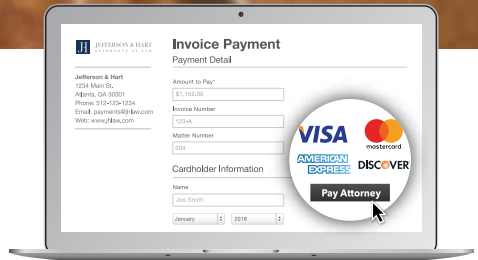 JH
JEFFERSON & HART
ATTORNEYS AT LAW
Jefferson & Hart
1234 Main St.
Atlanta, GA 30301
Phone: 512-123-1234
Email: payments@jhlaw.com
Web: www.jhlaw.com
Invoice Payment
Payment Detail
Amount to Pay*
$1,152.00
Invoice Number
123-A
Matter Number
004
Cardholder Information
Name
Joe Smith
January
2018
VISA
mastercard.
AMERICAN
EXPRESS
DISCOVER
Pay Attorney